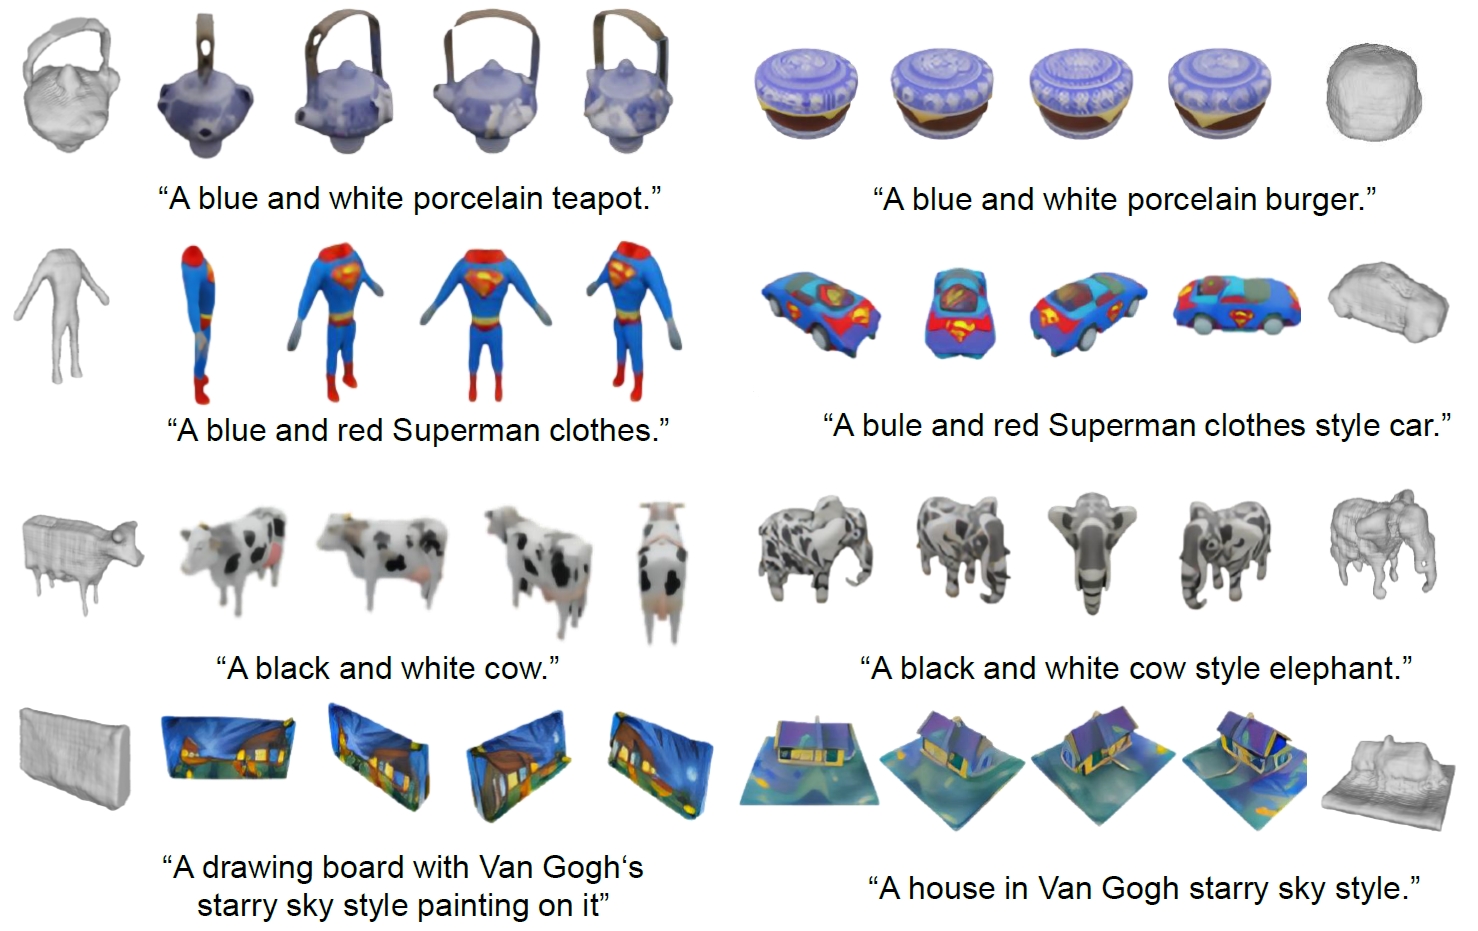 “A blue and white porcelain teapot.”
“A blue and white porcelain burger.”
“A blue and red Superman clothes.”
“A bule and red Superman clothes style car.”
“A black and white cow.”
“A black and white cow style elephant.”
“A drawing board with Van Gogh‘s
starry sky style painting on it”
“A house in Van Gogh starry sky style.”